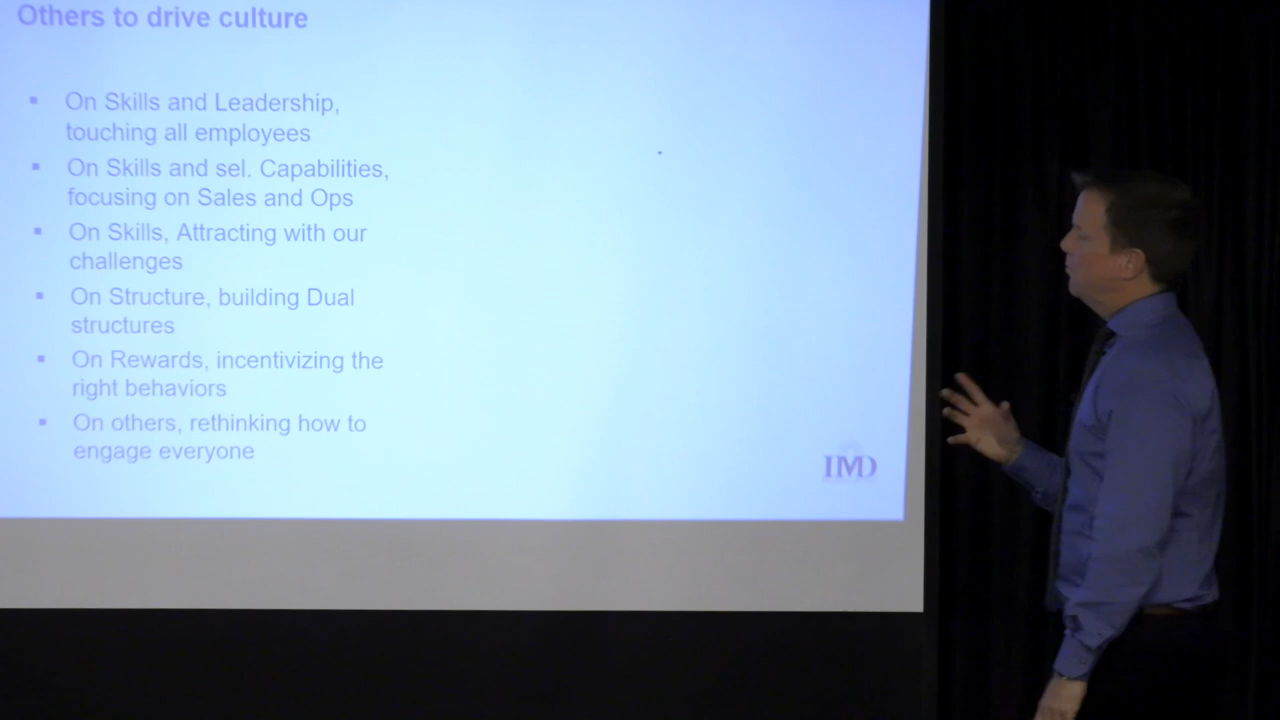 Others to drive culture
▪ On Skills and Leadership,
touching all employees
▪ On Skills and sel. Capabilities,
focusing on Sales and Ops
▪ On Skills, Attracting with our
challenges
▪ On Structure, building Dual
structures
▪ On Rewards, incentivizing the
right behaviors
▪ On others, rethinking how to
engage everyone
IMD